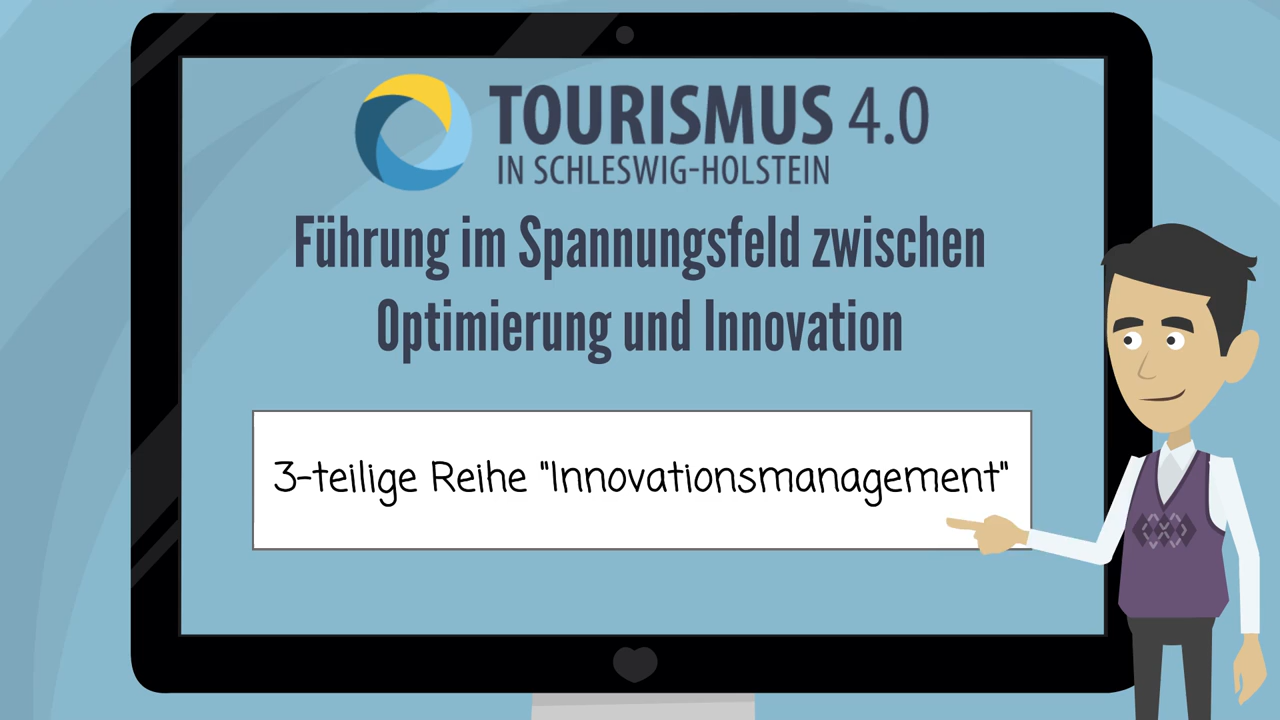 TOURISMUS 4.0
IN SCHLESWIG-HOLSTEIN
Führung im Spannungsfeld zwischen
Optimierung und Innovation
3-teilige Reihe "Innovationsmanagement"